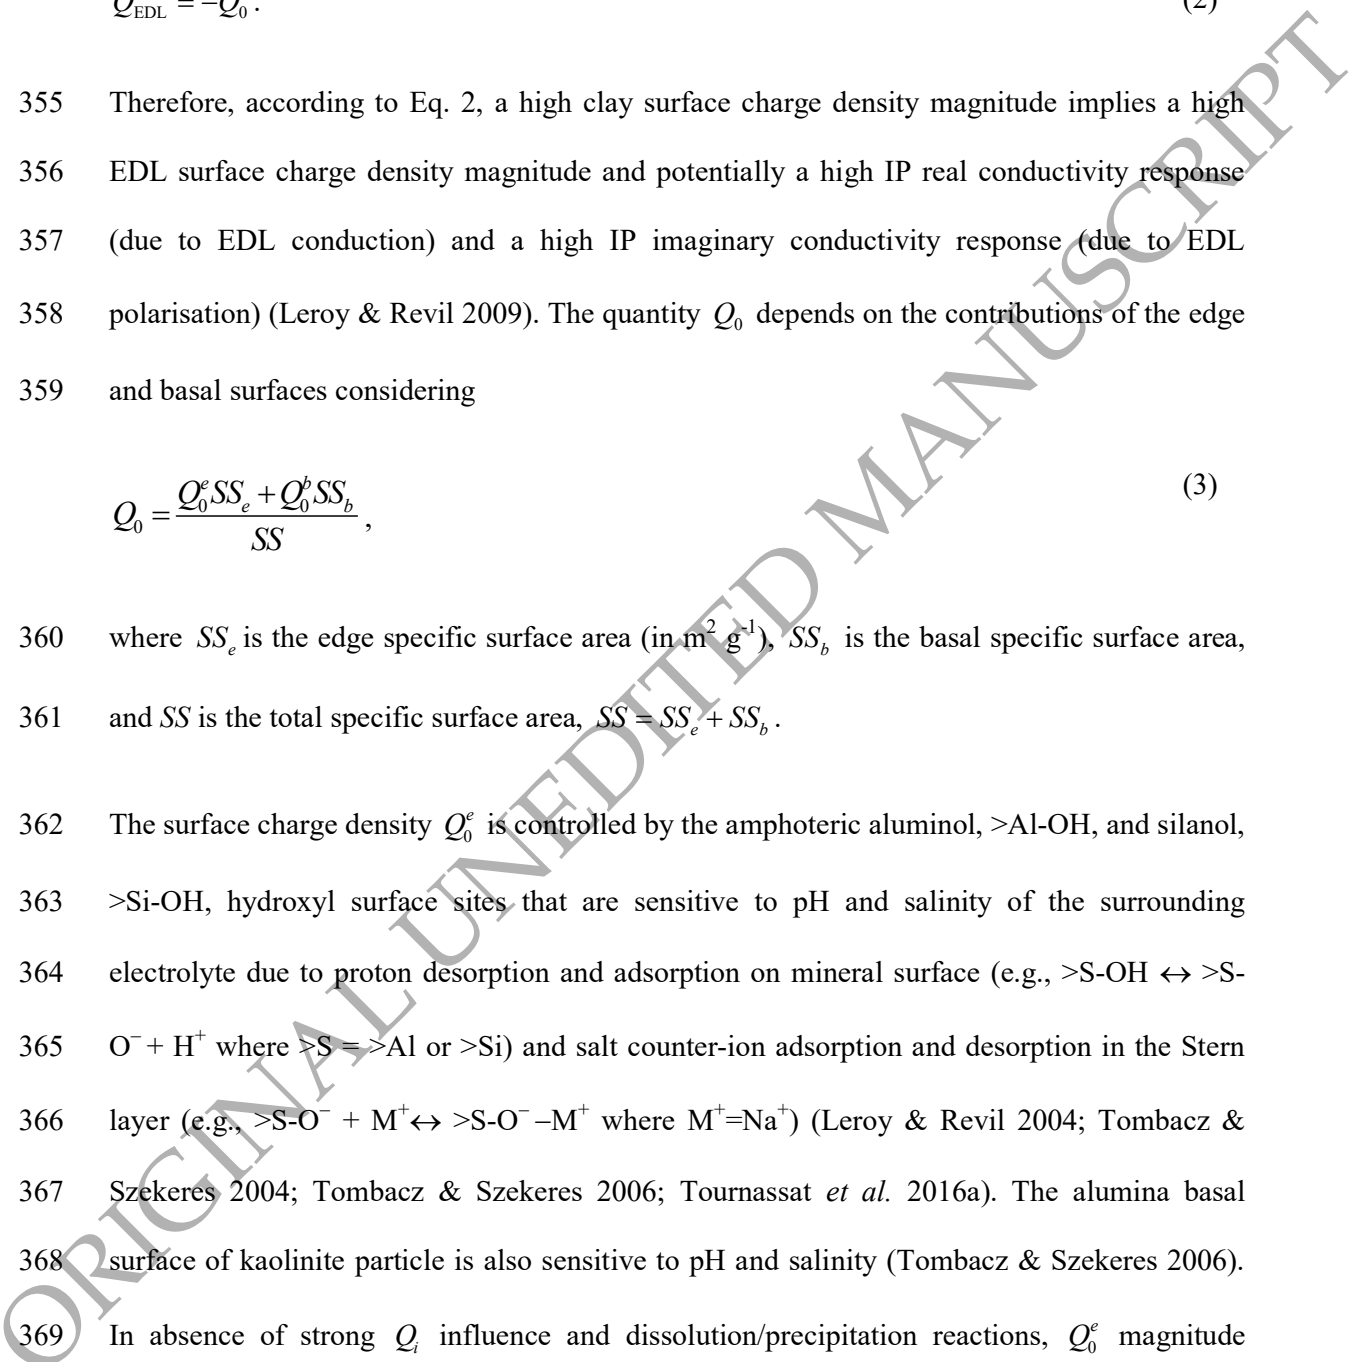 Q_EDL = −Q_0 . (2)
355 Therefore, according to Eq. 2, a high clay surface charge density magnitude implies a high
356 EDL surface charge density magnitude and potentially a high IP real conductivity response
357 (due to EDL conduction) and a high IP imaginary conductivity response (due to EDL
358 polarisation) (Leroy & Revil 2009). The quantity Q_0 depends on the contributions of the edge
359 and basal surfaces considering
Q_0 = (Q_0^e SS_e + Q_0^b SS_b) / SS , (3)
360 where SS_e is the edge specific surface area (in m² g⁻¹), SS_b is the basal specific surface area,
361 and SS is the total specific surface area, SS = SS_e + SS_b .
362 The surface charge density Q_0^e is controlled by the amphoteric aluminol, >Al-OH, and silanol,
363 >Si-OH, hydroxyl surface sites that are sensitive to pH and salinity of the surrounding
364 electrolyte due to proton desorption and adsorption on mineral surface (e.g., >S-OH ↔ >S-
365 O⁻ + H⁺ where >S = >Al or >Si) and salt counter-ion adsorption and desorption in the Stern
366 layer (e.g., >S-O⁻ + M⁺ ↔ >S-O⁻ –M⁺ where M⁺=Na⁺) (Leroy & Revil 2004; Tombacz &
367 Szekeres 2004; Tombacz & Szekeres 2006; Tournassat et al. 2016a). The alumina basal
368 surface of kaolinite particle is also sensitive to pH and salinity (Tombacz & Szekeres 2006).
369 In absence of strong Q_i influence and dissolution/precipitation reactions, Q_0^e magnitude
ORIGINAL UNEDITED MANUSCRIPT